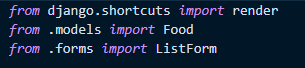 from django.shortcuts import render
from .models import Food
from .forms import ListForm